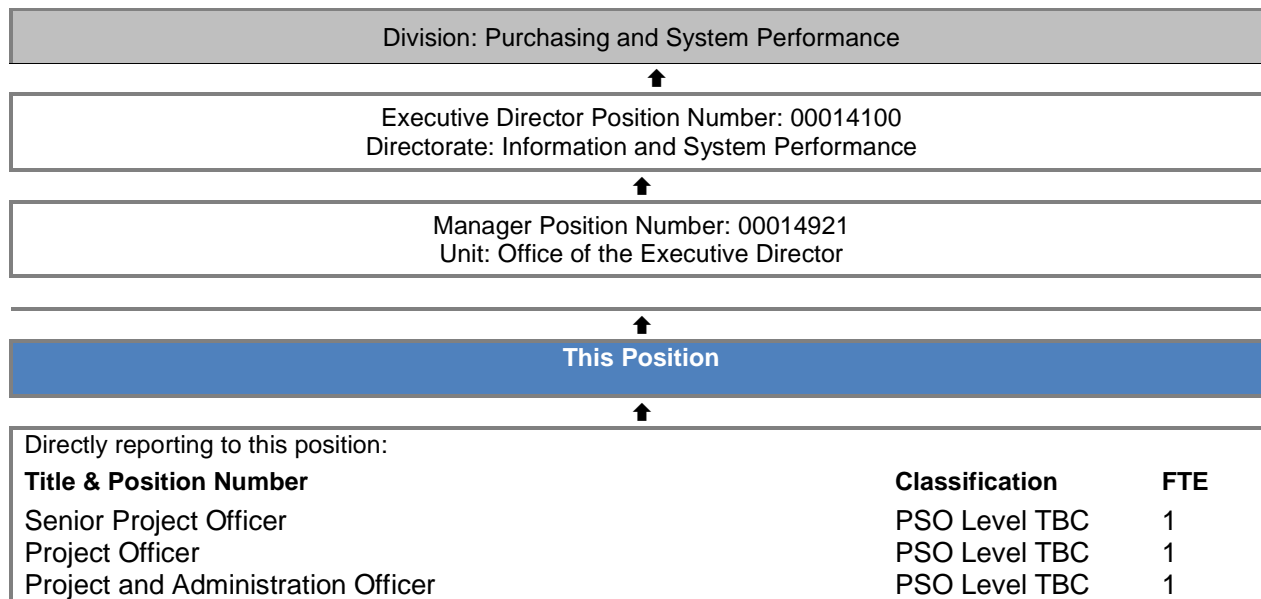 Division: Purchasing and System Performance
Executive Director Position Number: 00014100
Directorate: Information and System Performance
Manager Position Number: 00014921
Unit: Office of the Executive Director
This Position
Directly reporting to this position:
Title & Position Number Classification FTE
Senior Project Officer PSO Level TBC 1
Project Officer PSO Level TBC 1
Project and Administration Officer PSO Level TBC 1